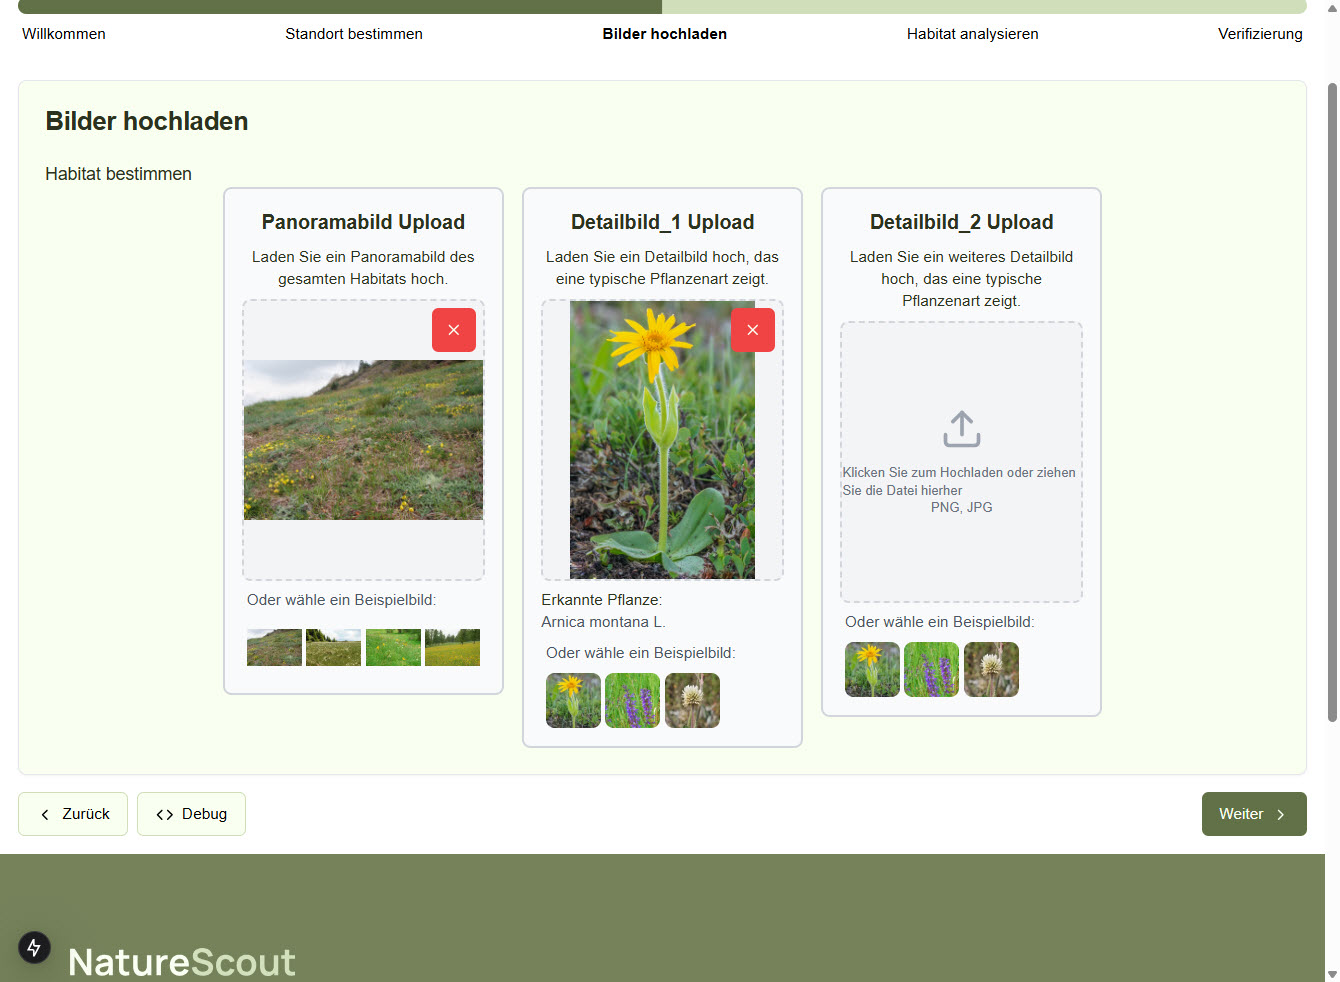 Willkommen
Standort bestimmen
Bilder hochladen
Habitat analysieren
Verifizierung
Bilder hochladen
Habitat bestimmen
Panoramabild Upload
Laden Sie ein Panoramabild des
gesamten Habitats hoch.
Oder wähle ein Beispielbild:
Detailbild_1 Upload
Laden Sie ein Detailbild hoch, das
eine typische Pflanzenart zeigt.
Erkannte Pflanze:
Arnica montana L.
Oder wähle ein Beispielbild:
Detailbild_2 Upload
Laden Sie ein weiteres Detailbild
hoch, das eine typische
Pflanzenart zeigt.
Klicken Sie zum Hochladen oder ziehen
Sie die Datei hierher
PNG, JPG
Oder wähle ein Beispielbild:
Zurück
Debug
Weiter
NatureScout